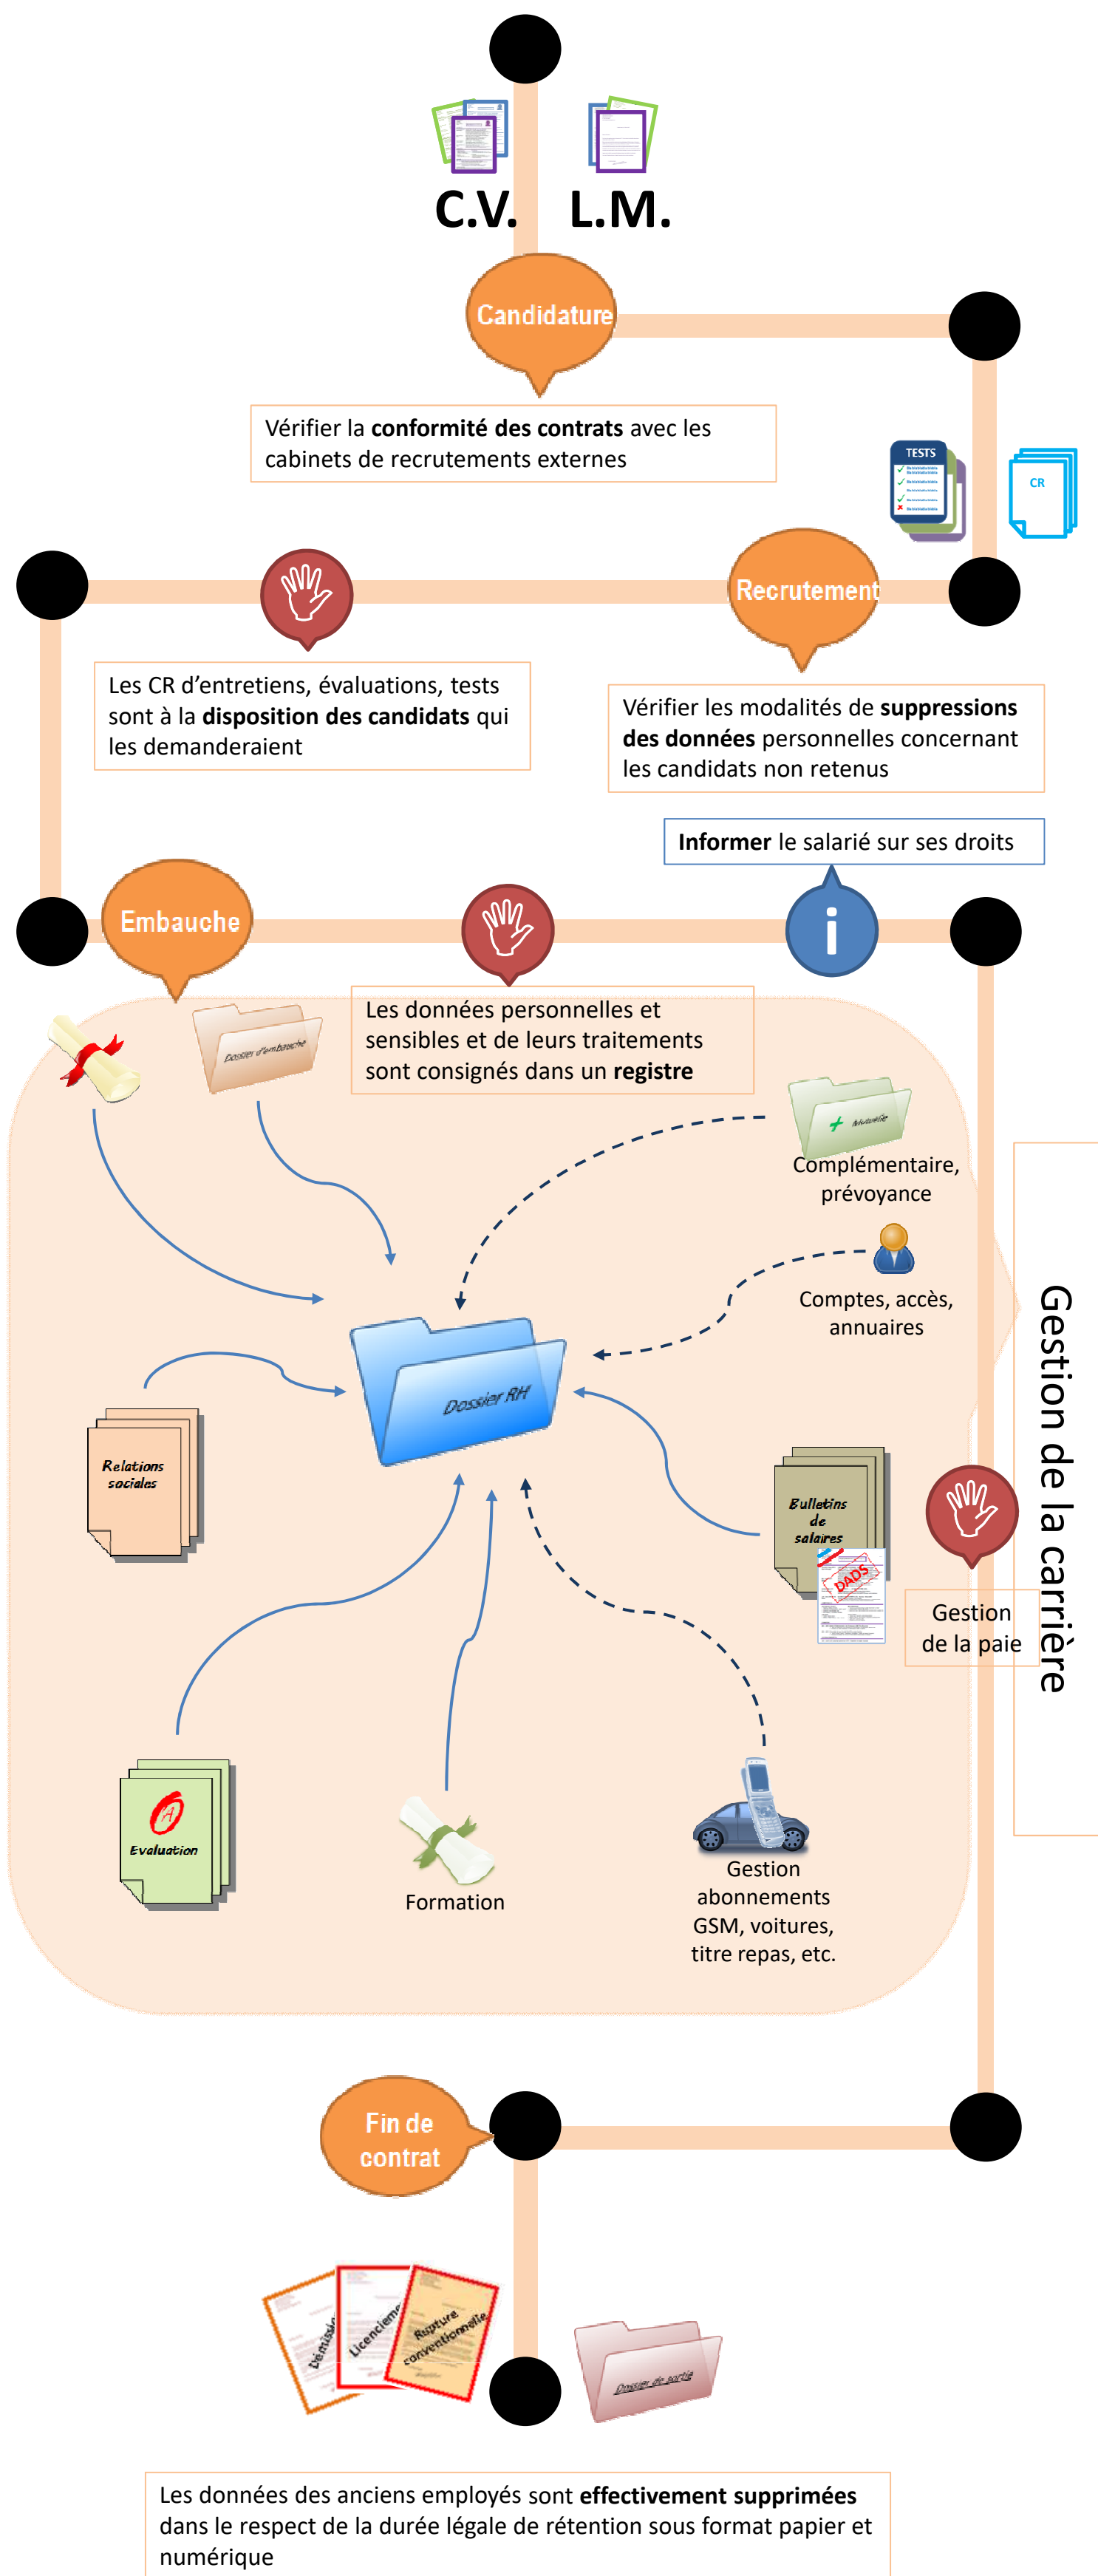 C.V. L.M.
Candidature
Vérifier la conformité des contrats avec les
cabinets de recrutements externes
TESTS
CR
Recrutement
Les CR d'entretiens, évaluations, tests
sont à la disposition des candidats qui
les demanderaient
Vérifier les modalités de suppressions
des données personnelles concernant
les candidats non retenus
Informer le salarié sur ses droits
Embauche
i
Les données personnelles et
sensibles et de leurs traitements
sont consignés dans un registre
Dossier d'embauche
+ Mutuelle
Complémentaire,
prévoyance
Comptes, accès,
annuaires
Gestion de la carrière
Dossier RH
Relations
sociales
Bulletins
de
salaires
DADS
Gestion
de la paie
A
Evaluation
Formation
Gestion
abonnements
GSM, voitures,
titre repas, etc.
Fin de
contrat
Démissio
Licencieme
Rupture
conventionnelle
Dossier de sortie
Les données des anciens employés sont effectivement supprimées
dans le respect de la durée légale de rétention sous format papier et
numérique